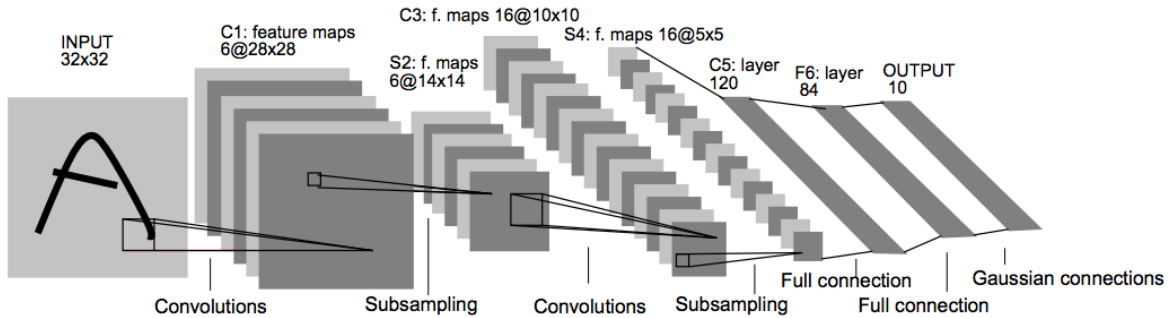 INPUT
32x32
C1: feature maps
6@28x28
S2: f. maps
6@14x14
C3: f. maps 16@10x10
S4: f. maps 16@5x5
C5: layer
120
F6: layer
84
OUTPUT
10
Convolutions
Subsampling
Convolutions
Subsampling
Full connection
Full connection
Gaussian connections
A